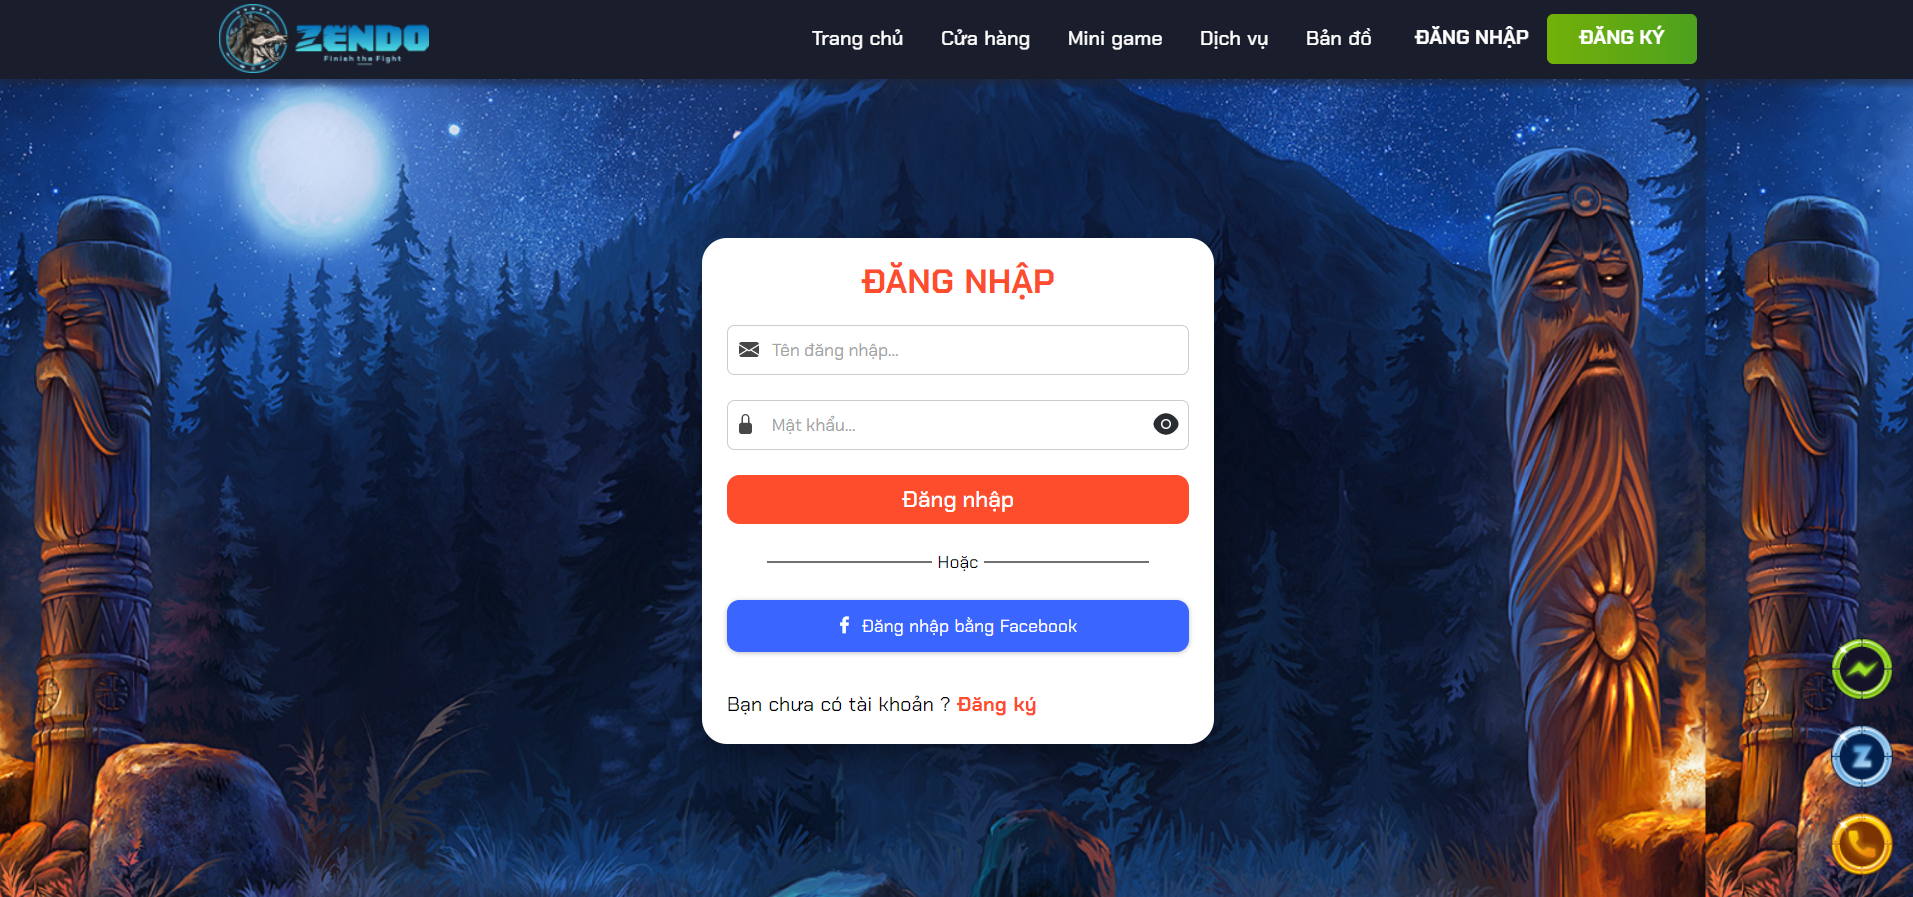 ZENDO
Finish the Fight
Trang chủ Cửa hàng Mini game Dịch vụ Bản đồ ĐĂNG NHẬP ĐĂNG KÝ
ĐĂNG NHẬP
Tên đăng nhập...
Mật khẩu...
Đăng nhập
Hoặc
Đăng nhập bằng Facebook
Bạn chưa có tài khoản ? Đăng ký
Z